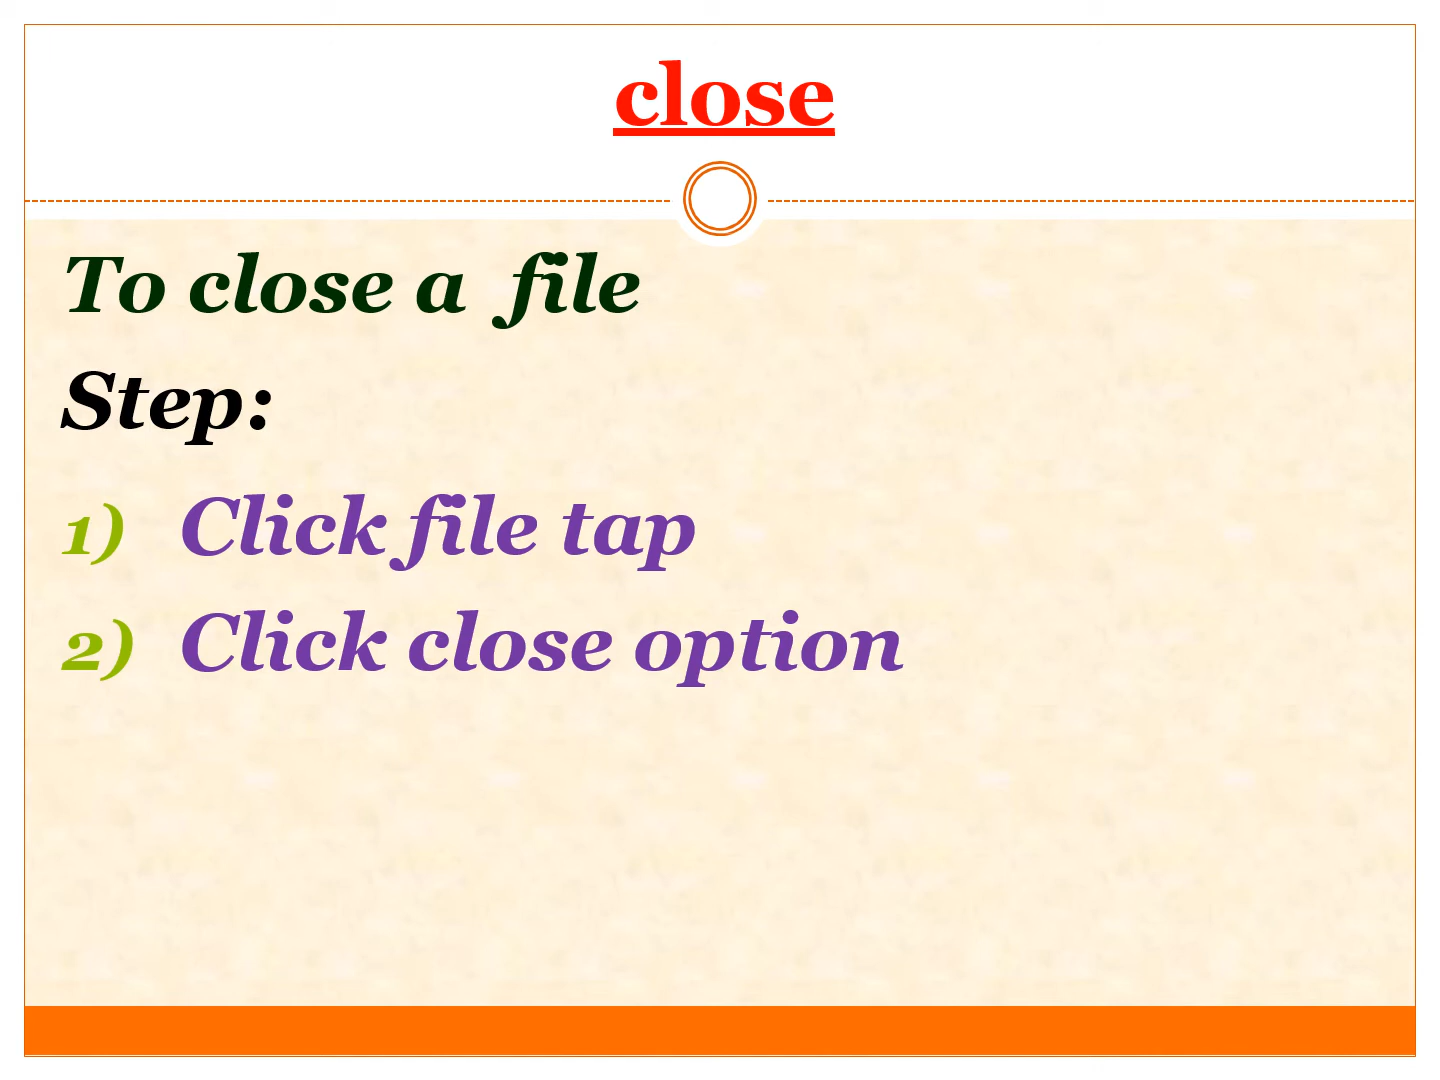 close
To close a file
Step:
1) Click file tap
2) Click close option